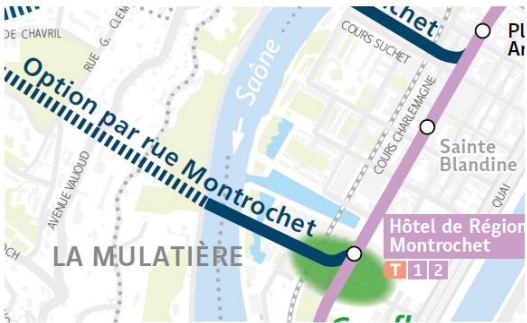 DE CHAVRIL
RUE G. CLEM
chet
COURS SUCHET
Pl
Ar
Option par rue Montrochet
Saône
COURS CHARLEMAGNE
Sainte
Blandine
AVENUE VALIOUD
QUAI
Hôtel de Région
Montrochet
T 1 2
LA MULATIÈRE
OCH